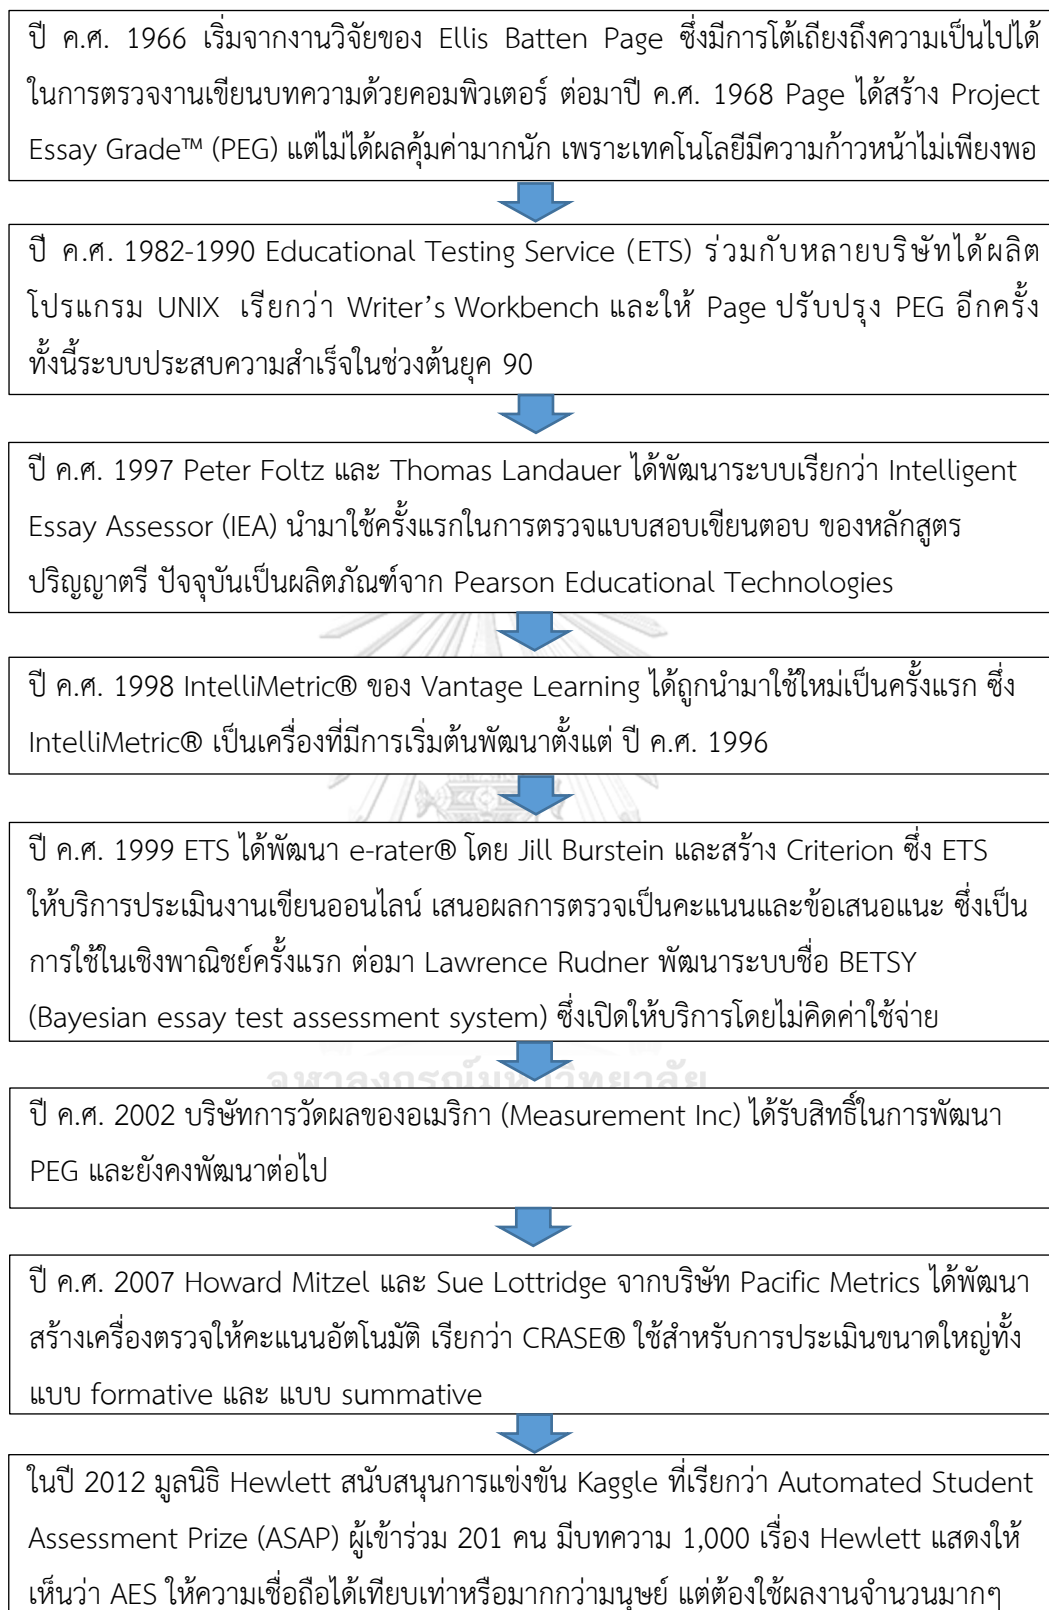 ปี ค.ศ. 1966 เริ่มจากงานวิจัยของ Ellis Batten Page ซึ่งมีการโต้เถียงถึงความเป็นไปได้
ในการตรวจงานเขียนบทความด้วยคอมพิวเตอร์ ต่อมาปี ค.ศ. 1968 Page ได้สร้าง Project
Essay Grade™ (PEG) แต่ไม่ได้ผลคุ้มค่ามากนัก เพราะเทคโนโลยีมีความก้าวหน้าไม่เพียงพอ
ปี ค.ศ. 1982-1990 Educational Testing Service (ETS) ร่วมกับหลายบริษัทได้ผลิต
โปรแกรม UNIX เรียกว่า Writer's Workbench และให้ Page ปรับปรุง PEG อีกครั้ง
ทั้งนี้ระบบประสบความสำเร็จในช่วงต้นยุค 90
ปี ค.ศ. 1997 Peter Foltz และ Thomas Landauer ได้พัฒนาระบบเรียกว่า Intelligent
Essay Assessor (IEA) นำมาใช้ครั้งแรกในการตรวจแบบสอบเขียนตอบ ของหลักสูตร
ปริญญาตรี ปัจจุบันเป็นผลิตภัณฑ์จาก Pearson Educational Technologies
ปี ค.ศ. 1998 IntelliMetric® ของ Vantage Learning ได้ถูกนำมาใช้ใหม่เป็นครั้งแรก ซึ่ง
IntelliMetric® เป็นเครื่องที่มีการเริ่มต้นพัฒนาตั้งแต่ ปี ค.ศ. 1996
ปี ค.ศ. 1999 ETS ได้พัฒนา e-rater® โดย Jill Burstein และสร้าง Criterion ซึ่ง ETS
ให้บริการประเมินงานเขียนออนไลน์ เสนอผลการตรวจเป็นคะแนนและข้อเสนอแนะ ซึ่งเป็น
การใช้ในเชิงพาณิชย์ครั้งแรก ต่อมา Lawrence Rudner พัฒนาระบบชื่อ BETSY
(Bayesian essay test assessment system) ซึ่งเปิดให้บริการโดยไม่คิดค่าใช้จ่าย
จุฬาลงกรณ์มหาวิทยาลัย
ปี ค.ศ. 2002 บริษัทการวัดผลของอเมริกา (Measurement Inc) ได้รับสิทธิ์ในการพัฒนา
PEG และยังคงพัฒนาต่อไป
ปี ค.ศ. 2007 Howard Mitzel และ Sue Lottridge จากบริษัท Pacific Metrics ได้พัฒนา
สร้างเครื่องตรวจให้คะแนนอัตโนมัติ เรียกว่า CRASE® ใช้สำหรับการประเมินขนาดใหญ่ทั้ง
แบบ formative และ แบบ summative
ในปี 2012 มูลนิธิ Hewlett สนับสนุนการแข่งขัน Kaggle ที่เรียกว่า Automated Student
Assessment Prize (ASAP) ผู้เข้าร่วม 201 คน มีบทความ 1,000 เรื่อง Hewlett แสดงให้
เห็นว่า AES ให้ความเชื่อถือได้เทียบเท่าหรือมากกว่ามนุษย์ แต่ต้องใช้ผลงานจำนวนมากๆ